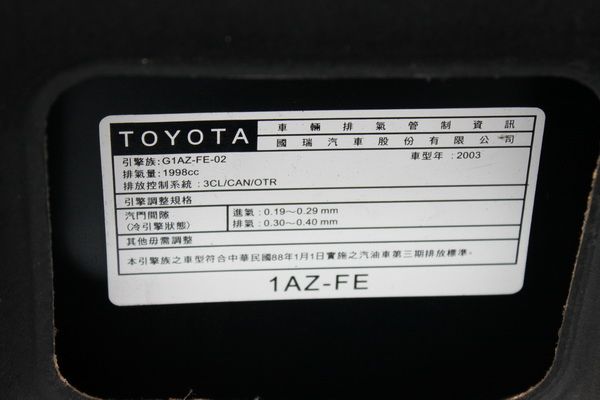 TOYOTA
車輛排氣管制資訊
國瑞汽車股份有限公司
引擎族:G1AZ-FE-02
車型年:2003
排氣量:1998cc
排放控制系統:3CL/CAN/OTR
引擎調整規格
汽門間隙
(冷引擎狀態)
進氣:0.19~0.29 mm
排氣:0.30~0.40 mm
其他毋需調整
本引擎族之車型符合中華民國88年1月1日實施之汽油車第三期排放標準。
1AZ-FE